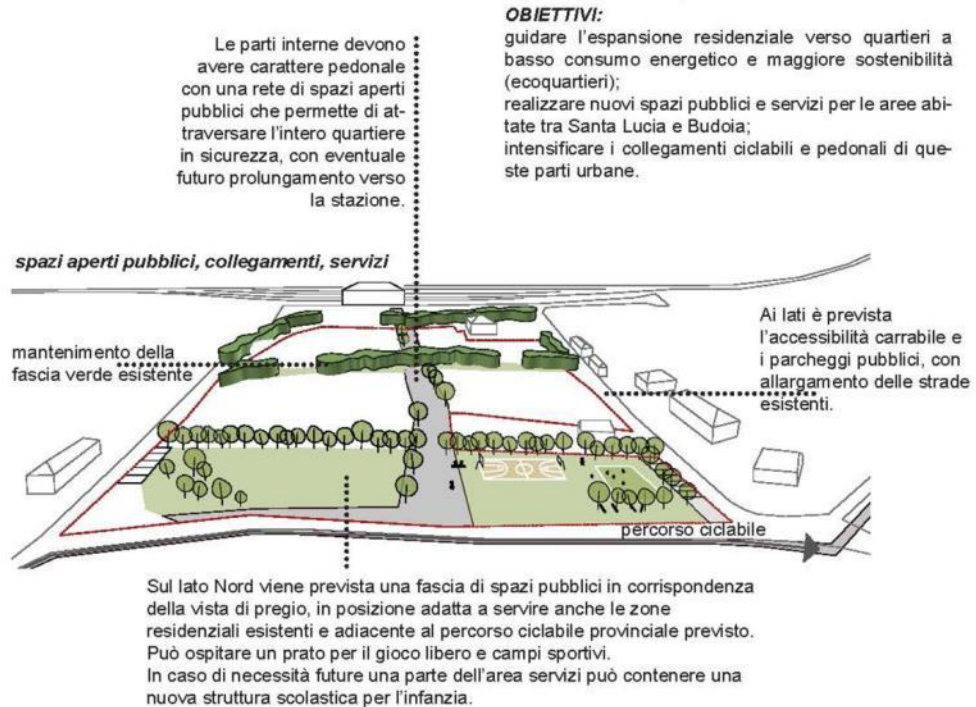 OBIETTIVI:
guidare l'espansione residenziale verso quartieri a
basso consumo energetico e maggiore sostenibilità
(ecoquartieri);
realizzare nuovi spazi pubblici e servizi per le aree abi-
tate tra Santa Lucia e Budoia;
intensificare i collegamenti ciclabili e pedonali di que-
ste parti urbane.
Le parti interne devono
avere carattere pedonale
con una rete di spazi aperti
pubblici che permette di at-
traversare l'intero quartiere
in sicurezza, con eventuale
futuro prolungamento verso
la stazione.
spazi aperti pubblici, collegamenti, servizi
mantenimento della
fascia verde esistente
Ai lati è prevista
l'accessibilità carrabile e
i parcheggi pubblici, con
allargamento delle strade
esistenti.
percorso ciclabile
Sul lato Nord viene prevista una fascia di spazi pubblici in corrispondenza
della vista di pregio, in posizione adatta a servire anche le zone
residenziali esistenti e adiacente al percorso ciclabile provinciale previsto.
Può ospitare un prato per il gioco libero e campi sportivi.
In caso di necessità future una parte dell'area servizi può contenere una
nuova struttura scolastica per l'infanzia.